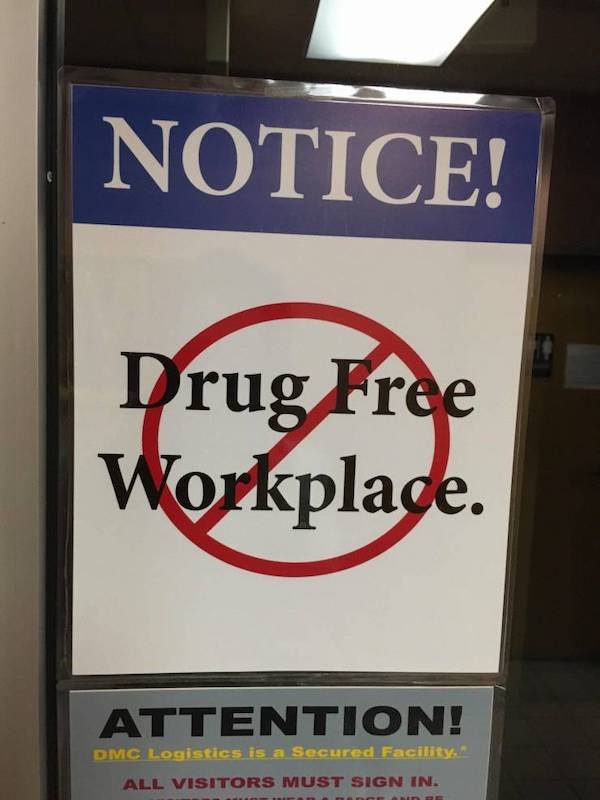 NOTICE!
Drug Free
Workplace.
ATTENTION!
DMC Logistics is a Secured Facility.*
ALL VISITORS MUST SIGN IN.